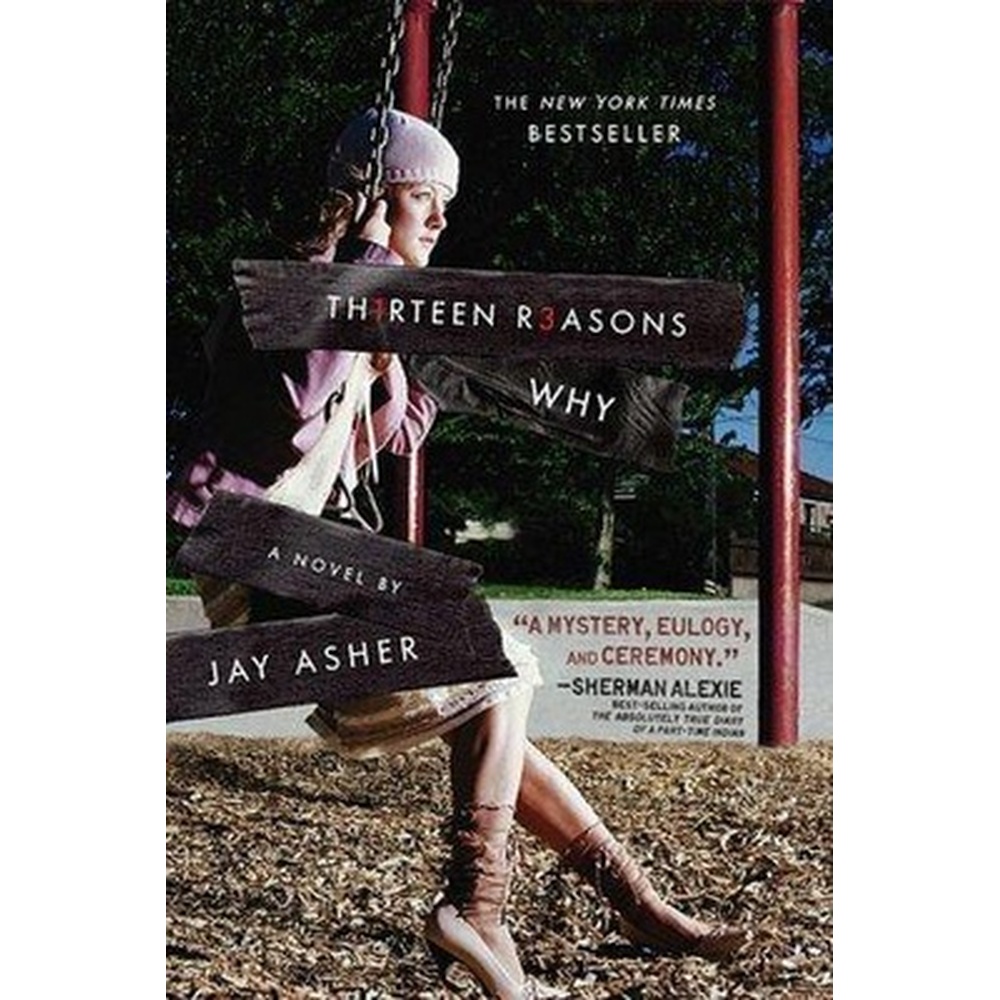 THE NEW YORK TIMES
BESTSELLER
TH1RTEEN R3ASONS
WHY
A NOVEL BY
JAY ASHER
“A MYSTERY, EULOGY,
AND CEREMONY.”
–SHERMAN ALEXIE
BEST-SELLING AUTHOR OF
THE ABSOLUTELY TRUE DIARY
OF A PART-TIME INDIAN